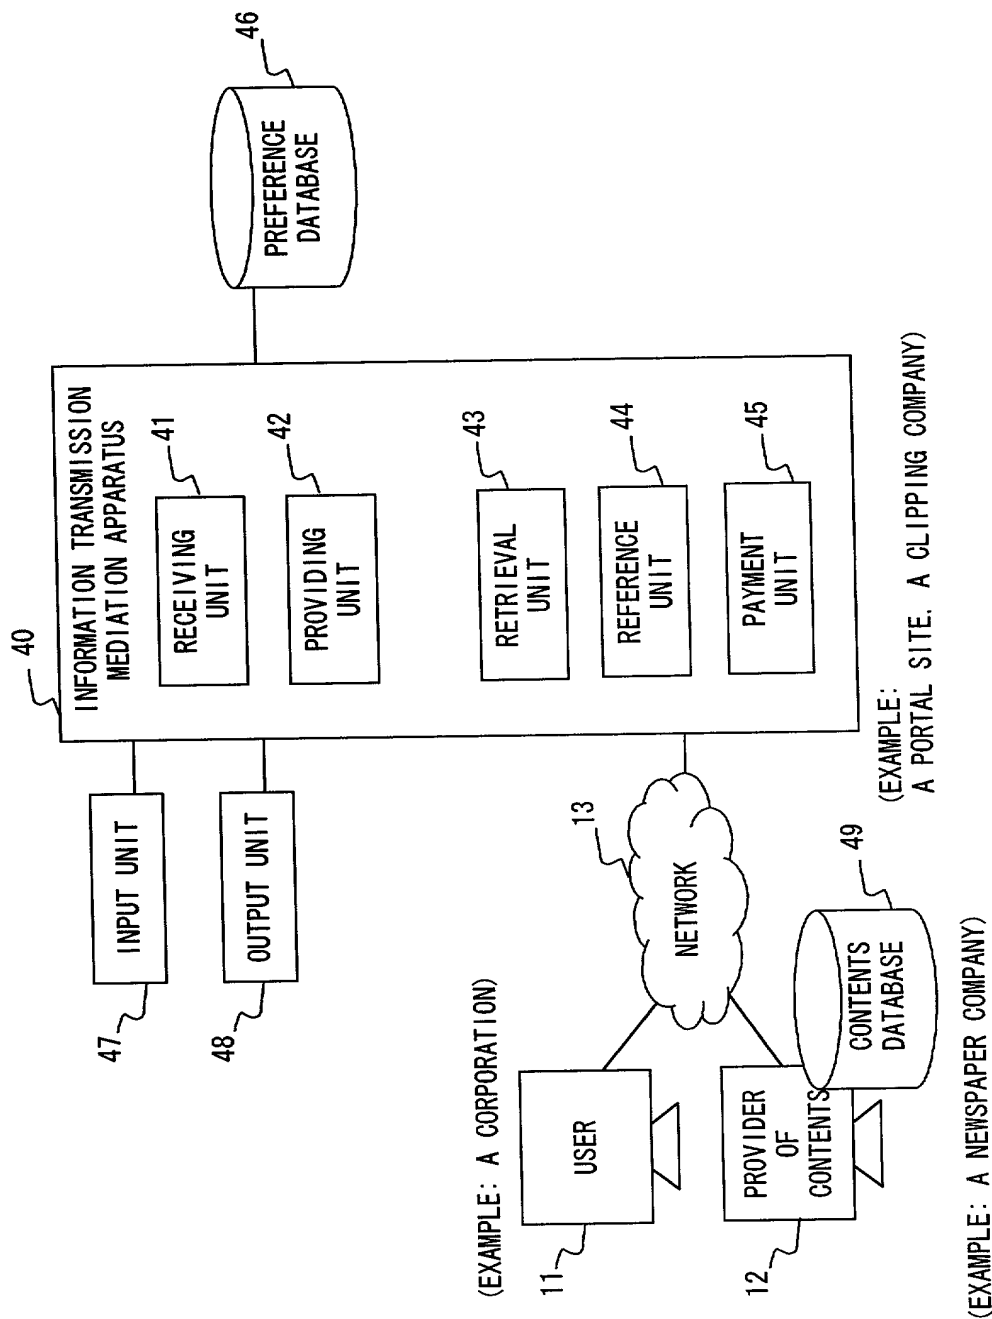 40
INFORMATION TRANSMISSION
MEDIATION APPARATUS
47
INPUT UNIT
48
OUTPUT UNIT
RECEIVING
UNIT
41
PROVIDING
UNIT
42
RETRIEVAL
UNIT
43
REFERENCE
UNIT
44
PAYMENT
UNIT
45
PREFERENCE
DATABASE
46
(EXAMPLE: A CORPORATION)
USER
11
NETWORK
13
PROVIDER
OF
CONTENTS
12
CONTENTS
DATABASE
49
(EXAMPLE:
A PORTAL SITE. A CLIPPING COMPANY)
(EXAMPLE: A NEWSPAPER COMPANY)